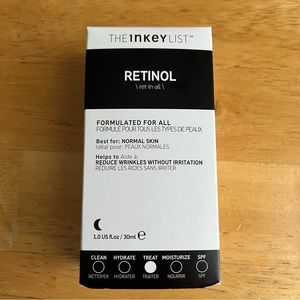 THE INKEY LIST™
RETINOL
\ ret-in-all \
FORMULATED FOR ALL
FORMULÉ POUR TOUS LES TYPES DE PEAUX
Best for: NORMAL SKIN
Idéal pour: PEAUX NORMALES
Helps to Aide à:
REDUCE WRINKLES WITHOUT IRRITATION
RÉDUIRE LES RIDES SANS IRRITER
1.0 US fl.oz / 30ml ℮
CLEAN HYDRATE TREAT MOISTURIZE SPF
NETTOYER HYDRATER TRAITER NOURRIR SPF